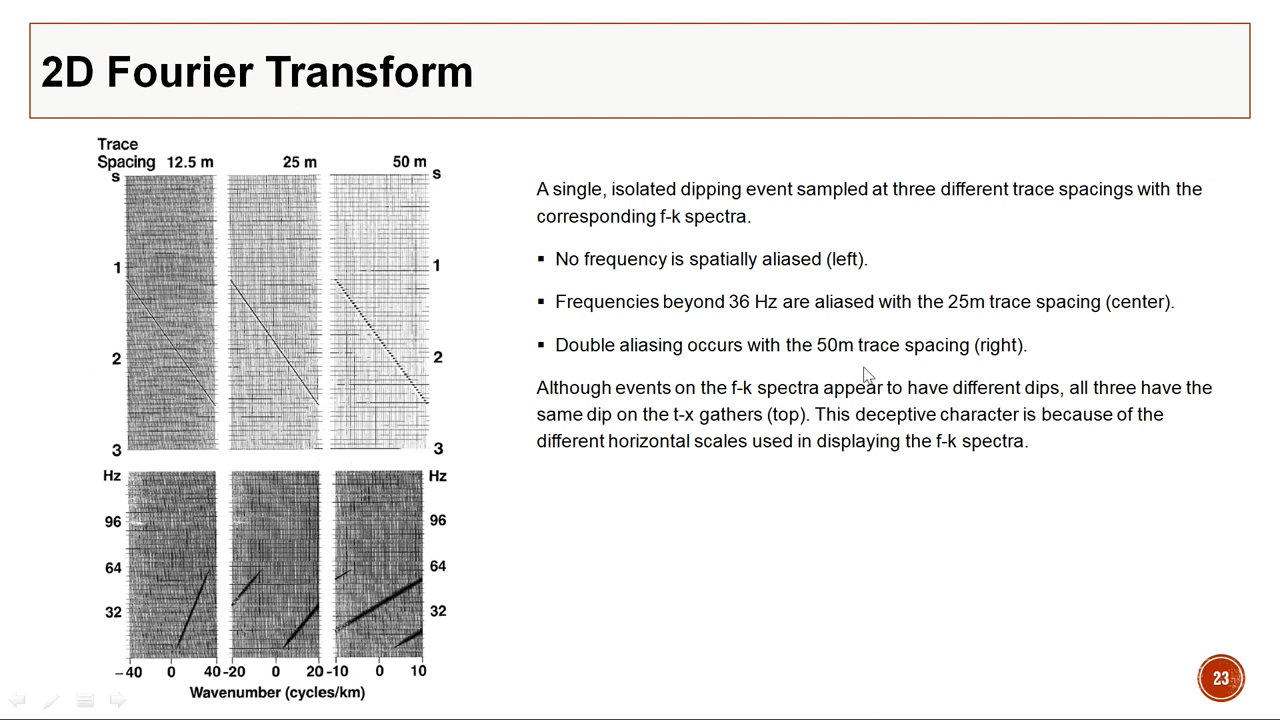 2D Fourier Transform
Trace
Spacing 12.5 m 25 m 50 m
s s
1 1
2 2
3 3
Hz Hz
96 96
64 64
32 32
–40 0 40 -20 0 20 -10 0 10
Wavenumber (cycles/km)
A single, isolated dipping event sampled at three different trace spacings with the
corresponding f-k spectra.
▪ No frequency is spatially aliased (left).
▪ Frequencies beyond 36 Hz are aliased with the 25m trace spacing (center).
▪ Double aliasing occurs with the 50m trace spacing (right).
Although events on the f-k spectra appear to have different dips, all three have the
same dip on the t-x gathers (top). This deceptive character is because of the
different horizontal scales used in displaying the f-k spectra.
23